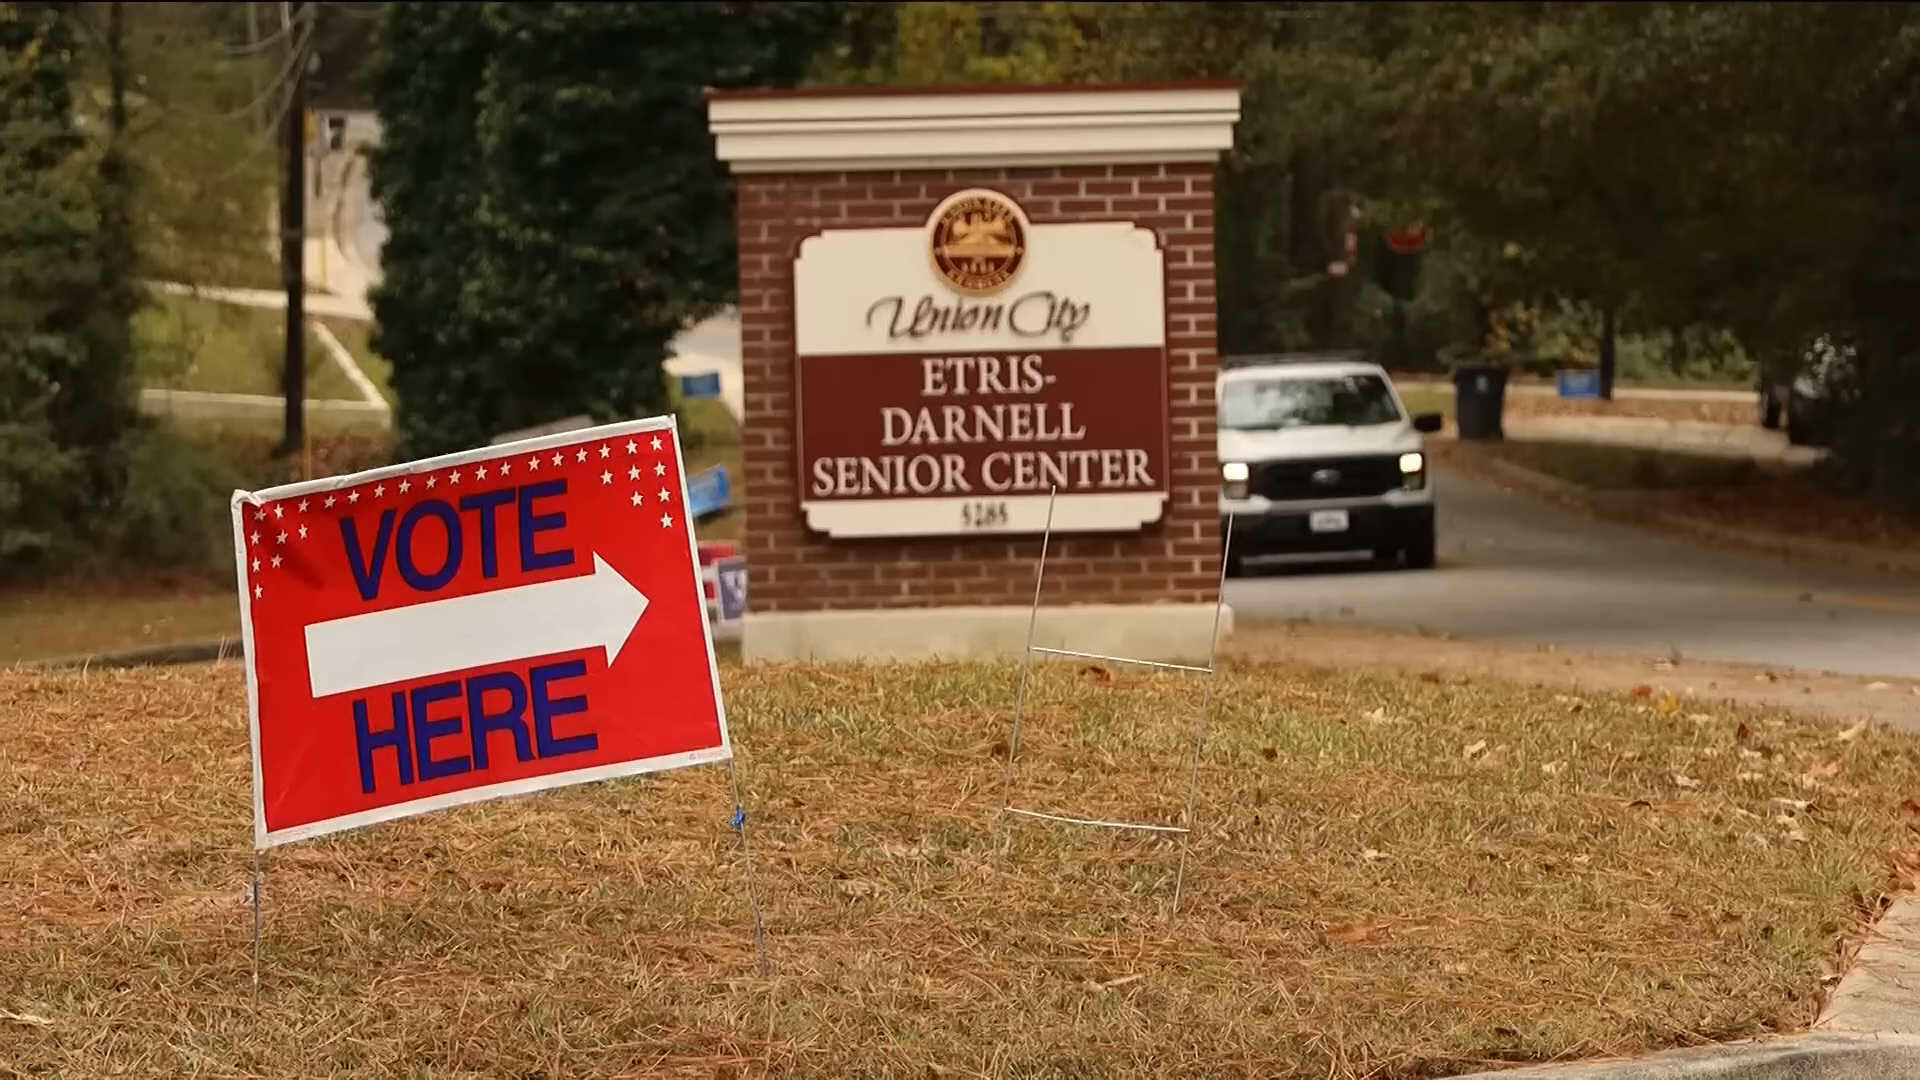 Union City
ETRIS-
DARNELL
SENIOR CENTER
5285
VOTE
HERE